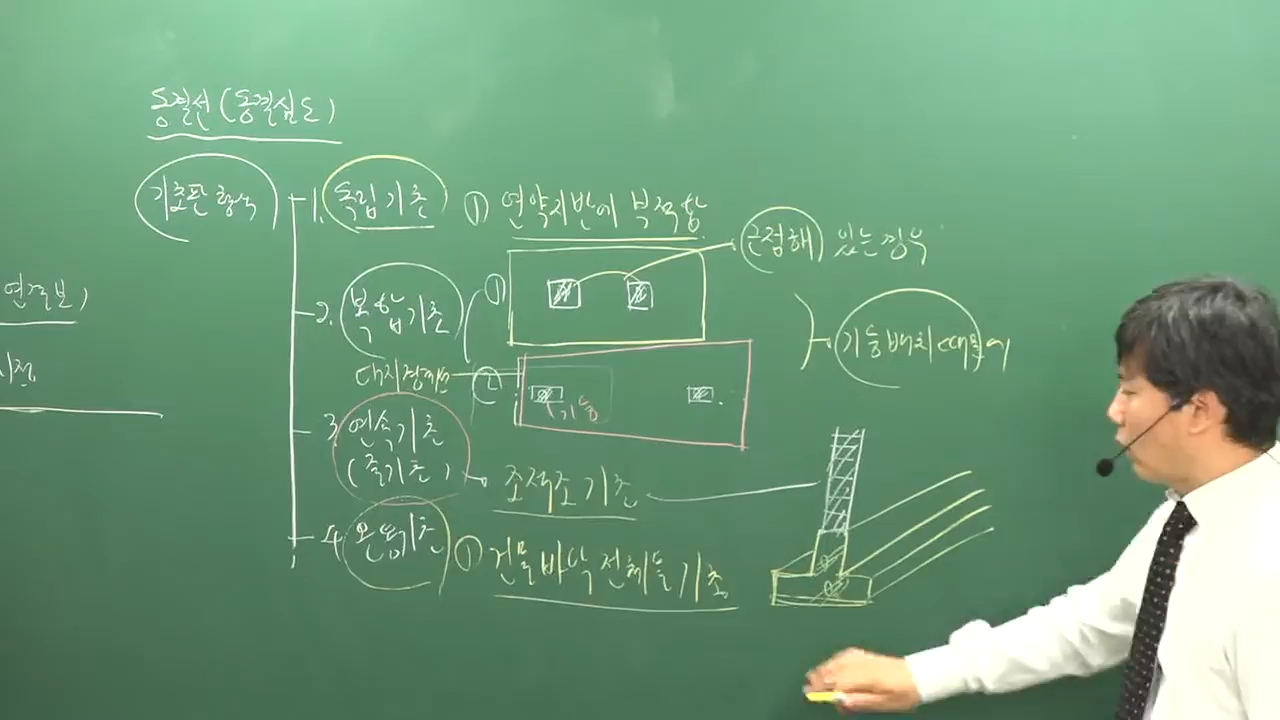 동결선(동결심도)
기초판 형식
1. 독립기초 ① 연약지반에 부적합
근접해 있는 경우
2. 복합기초 ①
기능배치때문에
대지경계선 ②
기둥
3. 연속기초
(줄기초) 조적조 기초
4. 온통기초 ① 건물바닥 전체를 기초